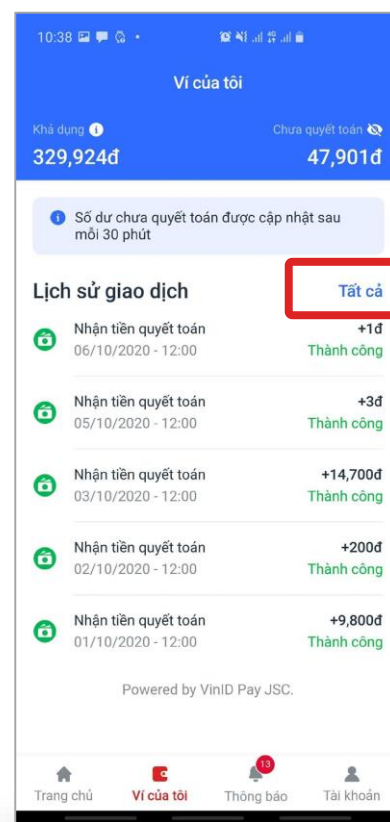 10:38
Ví của tôi
Khả dụng
Chưa quyết toán
329,924đ
47,901đ
Số dư chưa quyết toán được cập nhật sau
mỗi 30 phút
Lịch sử giao dịch
Tất cả
Nhận tiền quyết toán
+1đ
06/10/2020 - 12:00
Thành công
Nhận tiền quyết toán
+3đ
05/10/2020 - 12:00
Thành công
Nhận tiền quyết toán
+14,700đ
03/10/2020 - 12:00
Thành công
Nhận tiền quyết toán
+200đ
02/10/2020 - 12:00
Thành công
Nhận tiền quyết toán
+9,800đ
01/10/2020 - 12:00
Thành công
Powered by VinID Pay JSC.
13
Trang chủ
Ví của tôi
Thông báo
Tài khoản